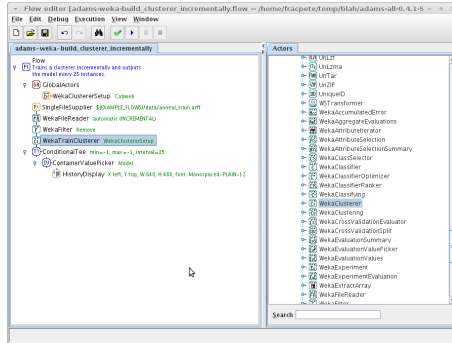 Flow editor [adams-weka-build_clusterer_incrementally.flow -- /home/fracpete/temp/blah/adams-all-0.4.1-S
File Edit Debug Execution View Window
adams-weka-build_clusterer_incrementally
Flow
Trains a clusterer incrementally and outputs
the model every 25 instances.
GlobalActors
WekaClustererSetup Cobweb
SingleFileSupplier ${EXAMPLE_FLOWS}/data/anneal_train.arff
WekaFileReader automatic (INCREMENTAL)
WekaFilter Remove
WekaTrainClusterer WekaClustererSetup
ConditionalTee min=-1, max=-1, interval=25
ContainerValuePicker Model
HistoryDisplay X:left, Y:top, W:640, H:480, font: Monospaced-PLAIN-12
Actors
UnLzf
UnLzma
UnTar
UnZIP
UniqueID
WSTransformer
WekaAccumulatedError
WekaAggregateEvaluations
WekaAttributeIterator
WekaAttributeSelection
WekaAttributeSelectionSummary
WekaClassSelector
WekaClassifier
WekaClassifierOptimizer
WekaClassifierRanker
WekaClassifying
WekaClusterer
WekaClustering
WekaCrossValidationEvaluator
WekaCrossValidationSplit
WekaEvaluationSummary
WekaEvaluationValuePicker
WekaEvaluationValues
WekaExperiment
WekaExperimentEvaluation
WekaExtractArray
WekaFileReader
WekaFilter
Search